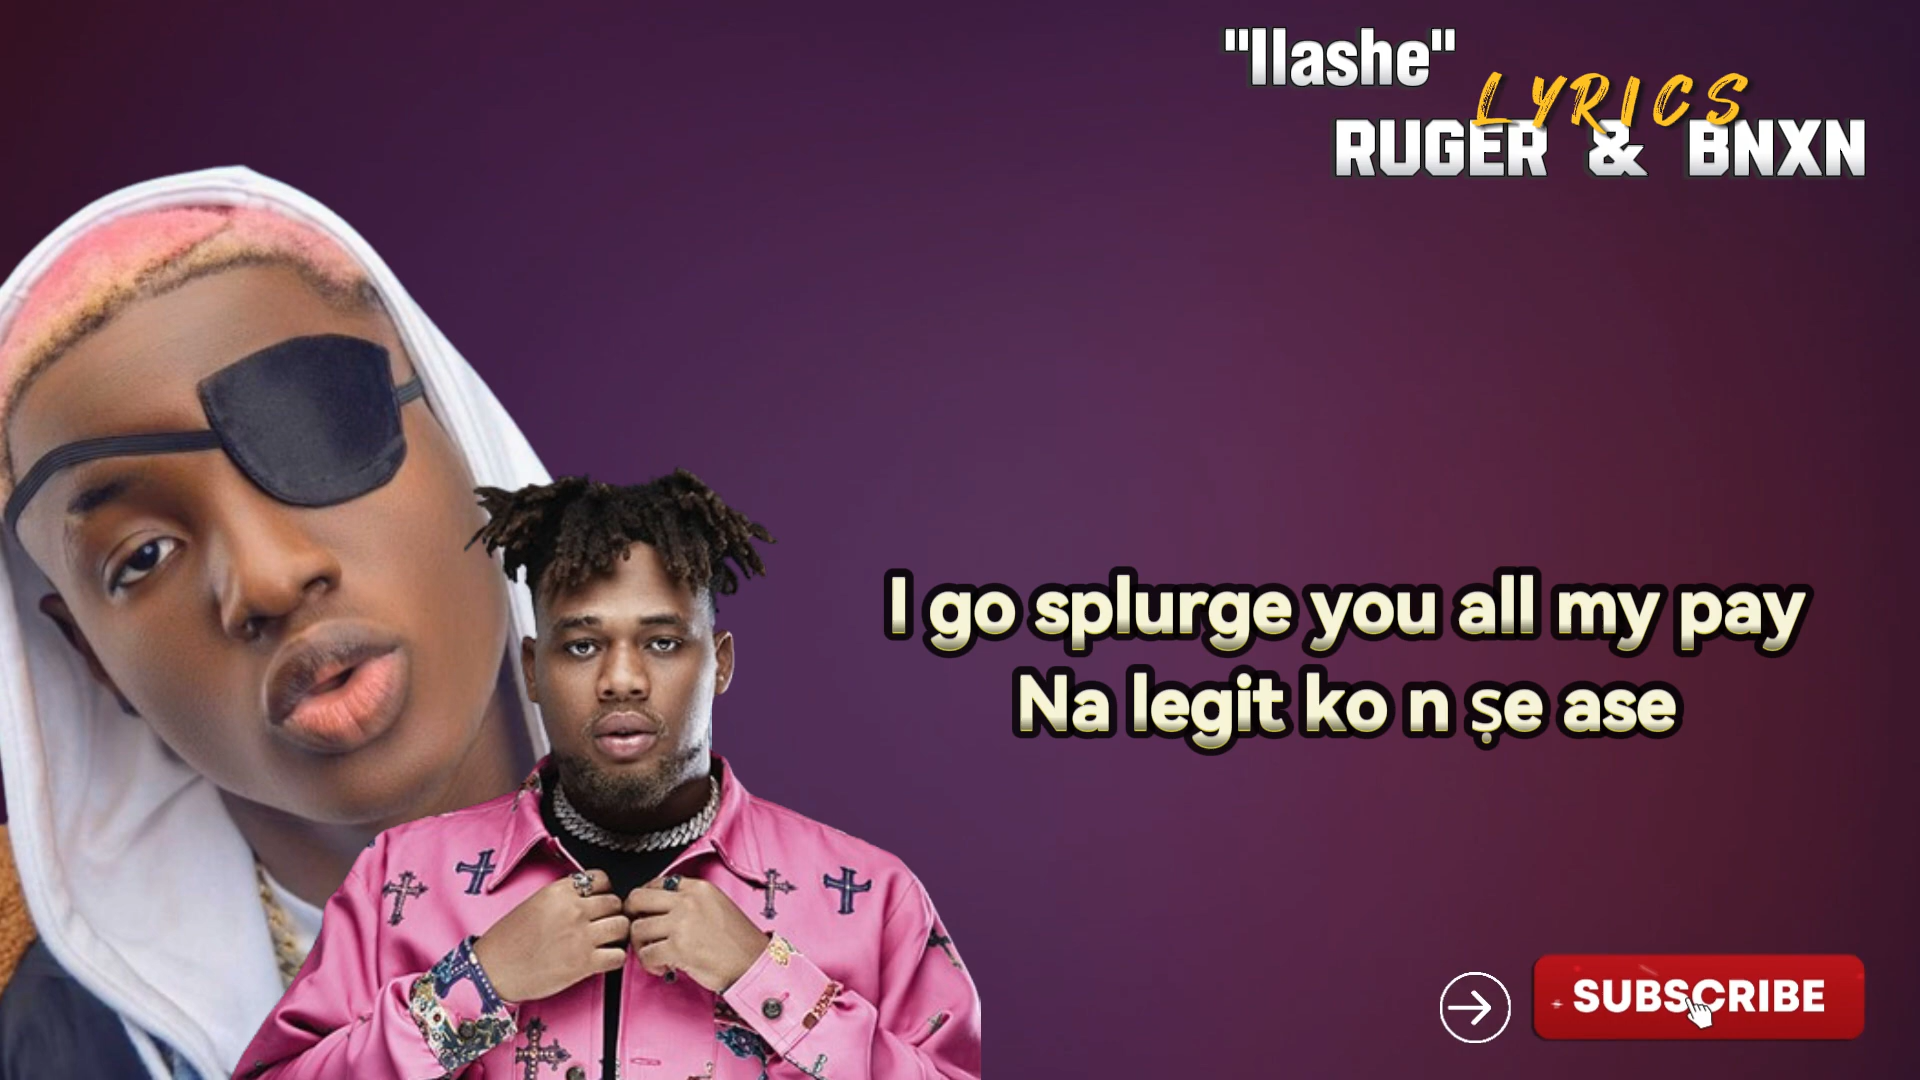 "Ilashe"
LYRICS
RUGER & BNXN
I go splurge you all my pay
Na legit ko n ṣe ase
SUBSCRIBE